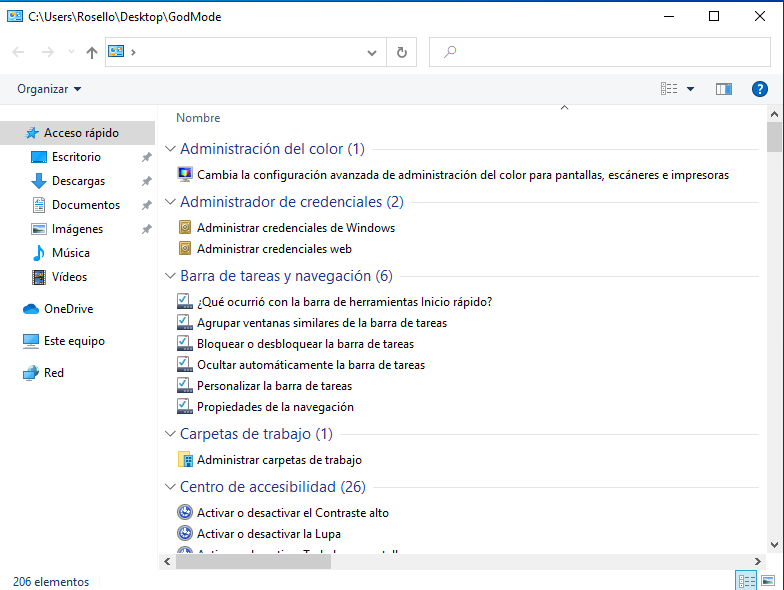 C:\Users\Rosello\Desktop\GodMode
Organizar
Nombre
Acceso rápido
Escritorio
Descargas
Documentos
Imágenes
Música
Vídeos
OneDrive
Este equipo
Red
Administración del color (1)
Cambia la configuración avanzada de administración del color para pantallas, escáneres e impresoras
Administrador de credenciales (2)
Administrar credenciales de Windows
Administrar credenciales web
Barra de tareas y navegación (6)
¿Qué ocurrió con la barra de herramientas Inicio rápido?
Agrupar ventanas similares de la barra de tareas
Bloquear o desbloquear la barra de tareas
Ocultar automáticamente la barra de tareas
Personalizar la barra de tareas
Propiedades de la navegación
Carpetas de trabajo (1)
Administrar carpetas de trabajo
Centro de accesibilidad (26)
Activar o desactivar el Contraste alto
Activar o desactivar la Lupa
206 elementos